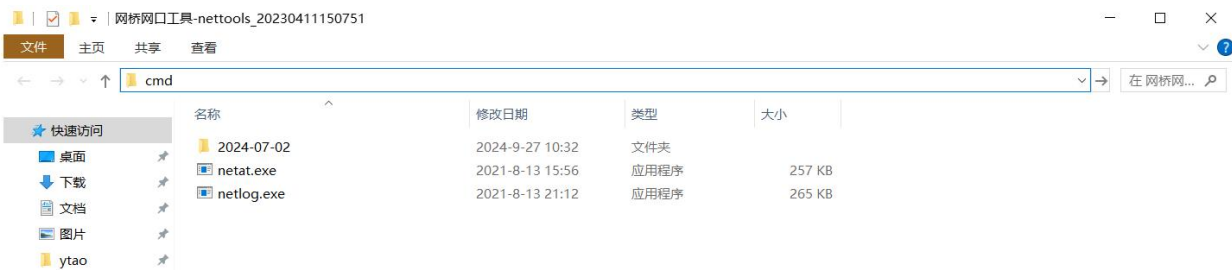 网桥网口工具-nettools_20230411150751
文件 主页 共享 查看
cmd 在 网桥网...
名称 修改日期 类型 大小
快速访问
桌面 2024-07-02 2024-9-27 10:32 文件夹
下载 netat.exe 2021-8-13 15:56 应用程序 257 KB
文档 netlog.exe 2021-8-13 21:12 应用程序 265 KB
图片
ytao